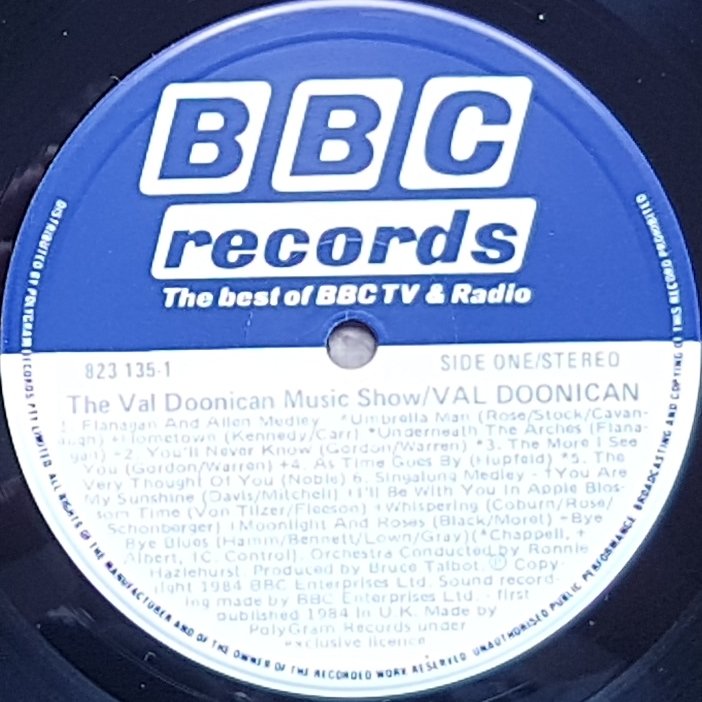 BBC
records
The best of BBC TV & Radio
823 135-1
SIDE ONE/STEREO
The Val Doonican Music Show/VAL DOONICAN
1. Flanagan And Allen Medley *Umbrella Man (Rose/Stock/Cavan-
augh) +Hometown (Kennedy/Carr) *Underneath The Arches (Flana-
gan) +2. You'll Never Know (Gordon/Warren) *3. The More I See
You (Gordon/Warren) +4. As Time Goes By (Hupfeld) *5. The
Very Thought Of You (Noble) 6. Singalong Medley - †You Are
My Sunshine (Davis/Mitchell) +I'll Be With You In Apple Blos-
som Time (Von Tilzer/Fleeson) +Whispering (Coburn/Rose/
Schonberger) Moonlight And Roses (Black/Moret) +Bye
Bye Blues (Hamm/Bennett/Lown/Gray) (*Chappell, +
Albert, †C. Control). Orchestra Conducted by Ronnie
Hazlehurst. Produced by Bruce Talbot. ℗ Copy-
right 1984 BBC Enterprises Ltd. Sound record-
ing made by BBC Enterprises Ltd. - first
published 1984 in U.K. Made by
PolyGram Records under
exclusive licence
DISTRIBUTED BY POLYGRAM RECORDS PTY LIMITED. ALL RIGHTS OF THE MANUFACTURER AND OF THE OWNER OF THE RECORDED WORK RESERVED. UNAUTHORISED PUBLIC PERFORMANCE BROADCASTING AND COPYING OF THIS RECORD PROHIBITED